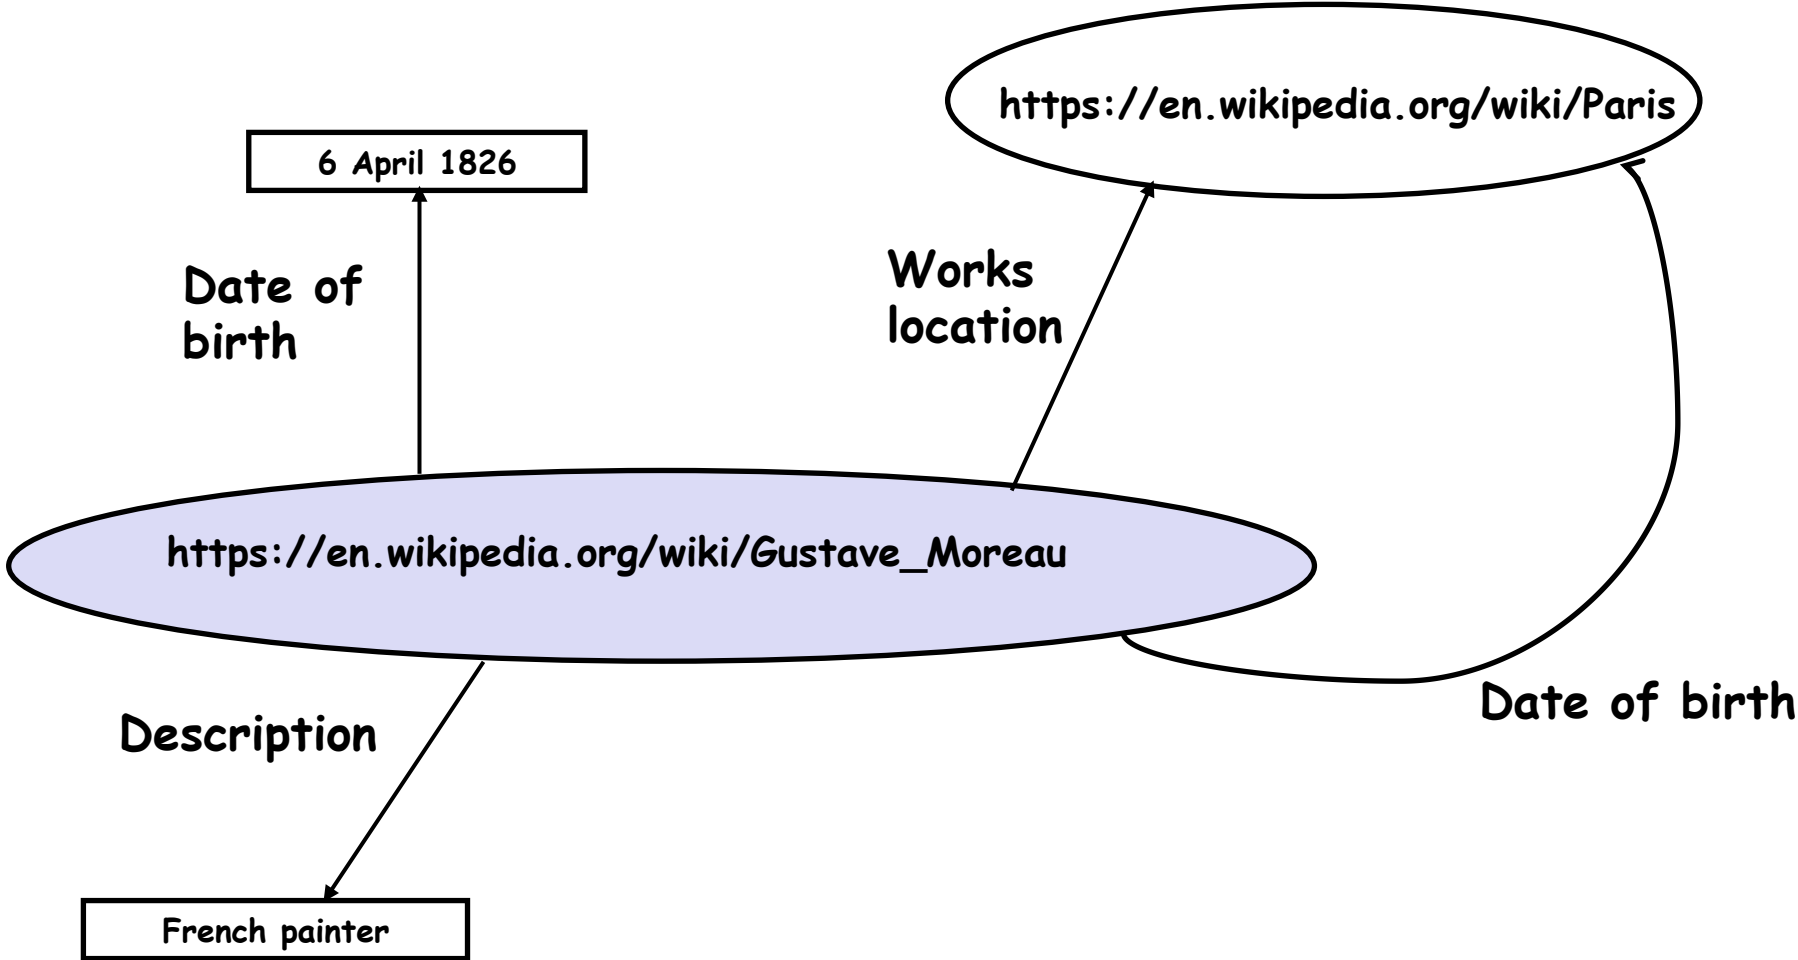 https://en.wikipedia.org/wiki/Paris
6 April 1826
Date of
birth
Works
location
https://en.wikipedia.org/wiki/Gustave_Moreau
Date of birth
Description
French painter